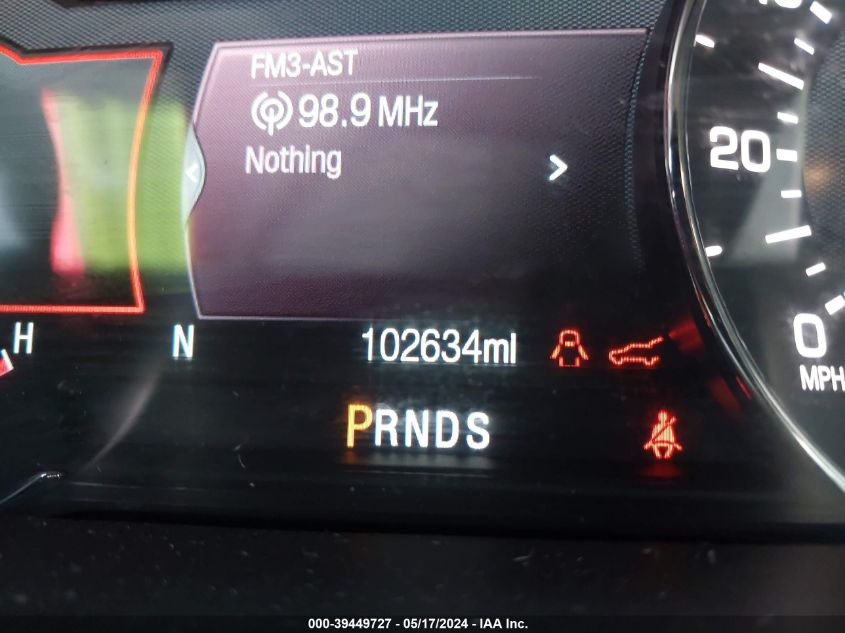 FM3-AST
98.9 MHz
Nothing
20
0
MPH
H
N
102634mi
PRNDS
000-39449727 - 05/17/2024 - IAA Inc.